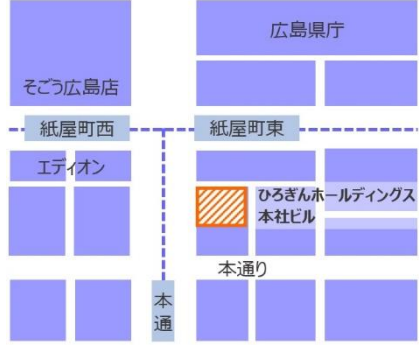 広島県庁
そごう広島店
紙屋町西
紙屋町東
エディオン
ひろぎんホールディングス
本社ビル
本通り
本通